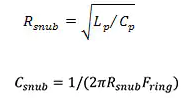 R_snub = √(L_p/C_p)
C_snub = 1/(2πR_snub F_ring)